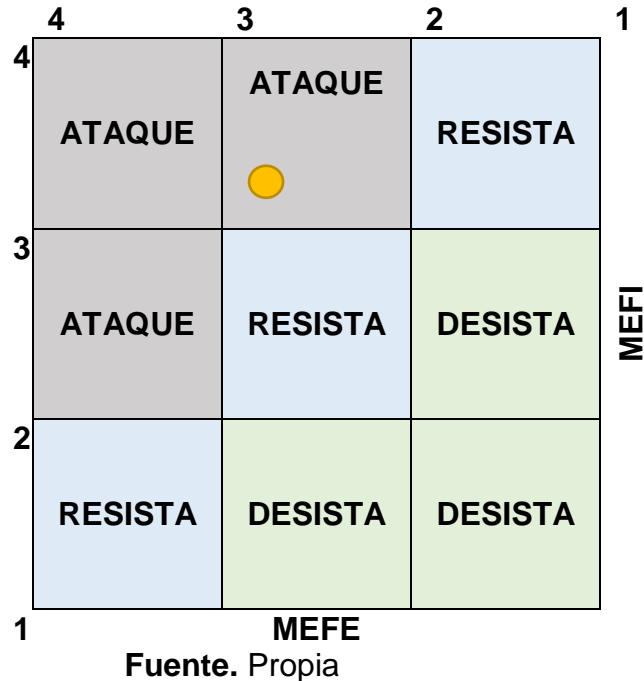 4 3 2 1
4
ATAQUE
ATAQUE
RESISTA
3
ATAQUE
RESISTA
DESISTA
MEFI
2
RESISTA
DESISTA
DESISTA
1
MEFE
Fuente. Propia